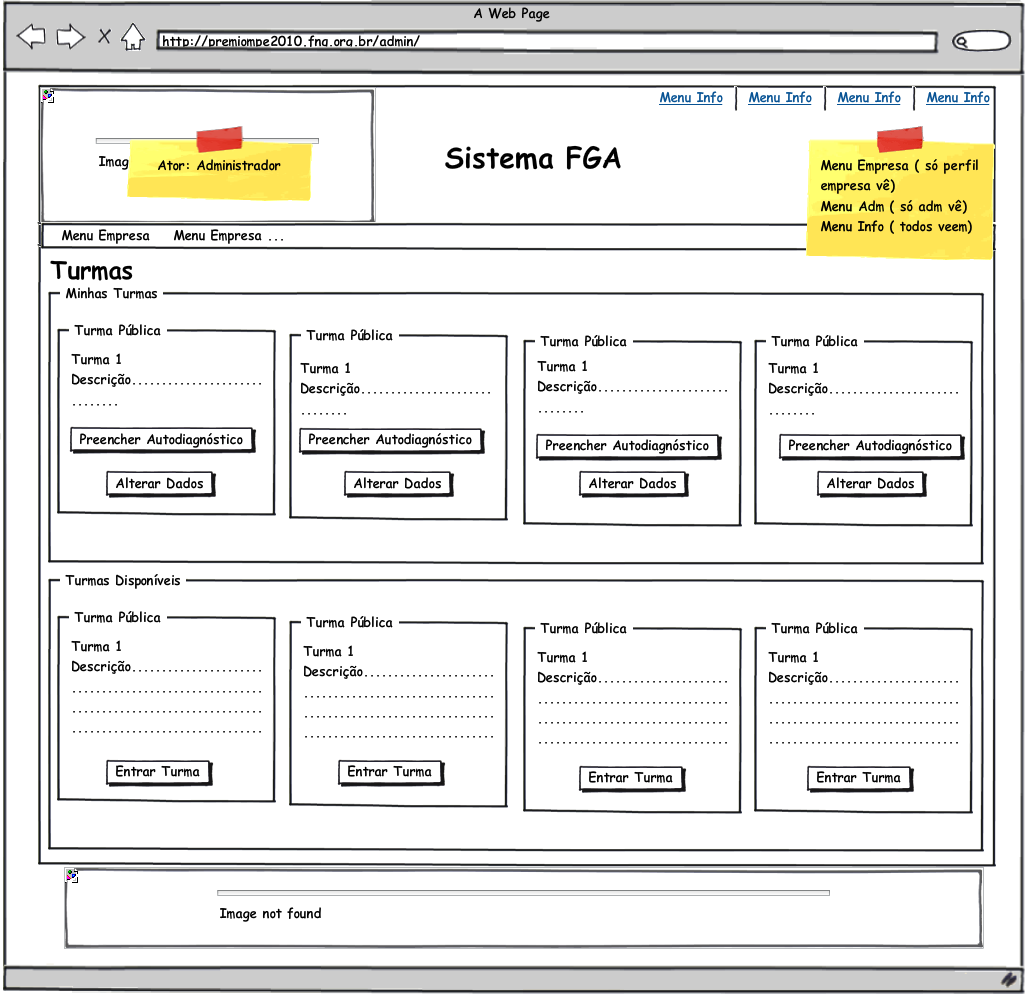 A Web Page
http://premiompe2010.fnq.org.br/admin/
Menu Info Menu Info Menu Info Menu Info
Imag
Ator: Administrador
Sistema FGA
Menu Empresa ( só perfil
empresa vê)
Menu Adm ( só adm vê)
Menu Info ( todos veem)
Menu Empresa Menu Empresa ...
Turmas
Minhas Turmas
Turma Pública
Turma 1
Descrição......................
........
Preencher Autodiagnóstico
Alterar Dados
Turma Pública
Turma 1
Descrição......................
........
Preencher Autodiagnóstico
Alterar Dados
Turma Pública
Turma 1
Descrição......................
........
Preencher Autodiagnóstico
Alterar Dados
Turma Pública
Turma 1
Descrição......................
........
Preencher Autodiagnóstico
Alterar Dados
Turmas Disponíveis
Turma Pública
Turma 1
Descrição......................
................................
................................
................................
Entrar Turma
Turma Pública
Turma 1
Descrição......................
................................
................................
................................
Entrar Turma
Turma Pública
Turma 1
Descrição......................
................................
................................
................................
Entrar Turma
Turma Pública
Turma 1
Descrição......................
................................
................................
................................
Entrar Turma
Image not found